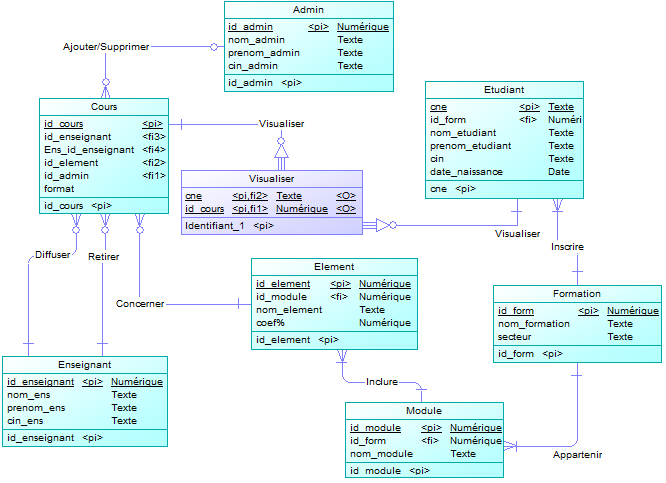 Admin
id_admin <pi> Numérique
nom_admin Texte
prenom_admin Texte
cin_admin Texte
id_admin <pi>
Ajouter/Supprimer
Cours
id_cours <pi>
id_enseignant <fi3>
Ens_id_enseignant <fi4>
id_element <fi2>
id_admin <fi1>
format
id_cours <pi>
Visualiser
Etudiant
cne <pi> Texte
id_form <fi> Numéri
nom_etudiant Texte
prenom_etudiant Texte
cin Texte
date_naissance Date
cne <pi>
Visualiser
cne <pi,fi2> Texte <O>
id_cours <pi,fi1> Numérique <O>
Identifiant_1 <pi>
Visualiser
Inscrire
Diffuser
Retirer
Concerner
Element
id_element <pi> Numérique
id_module <fi> Numérique
nom_element Texte
coef% Numérique
id_element <pi>
Formation
id_form <pi> Numérique
nom_formation Texte
secteur Texte
id_form <pi>
Enseignant
id_enseignant <pi> Numérique
nom_ens Texte
prenom_ens Texte
cin_ens Texte
id_enseignant <pi>
Inclure
Module
id_module <pi> Numérique
id_form <fi> Numérique
nom_module Texte
id_module <pi>
Appartenir